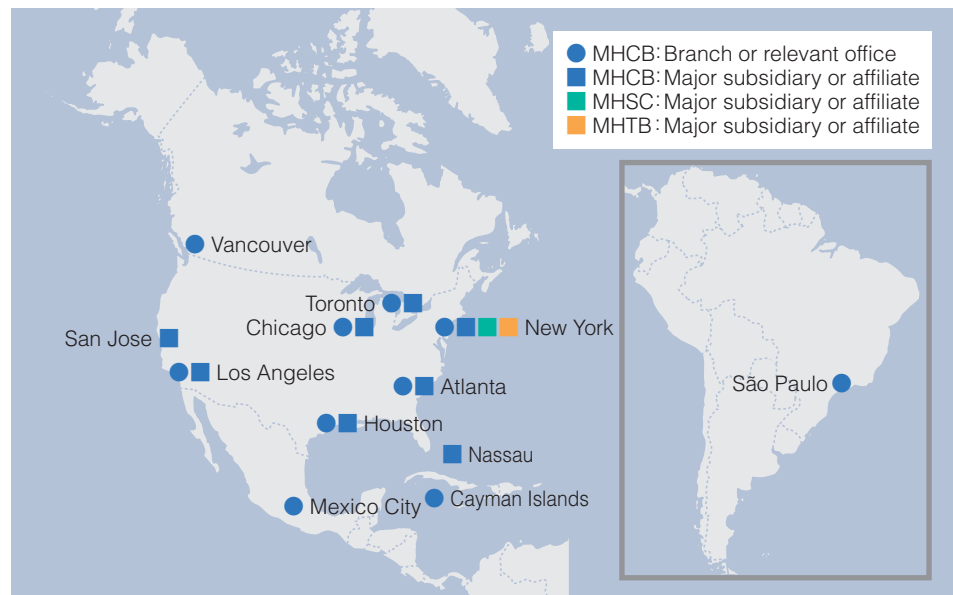 MHCB: Branch or relevant office
MHCB: Major subsidiary or affiliate
MHSC: Major subsidiary or affiliate
MHTB: Major subsidiary or affiliate
Vancouver
Toronto
Chicago
New York
San Jose
Los Angeles
Atlanta
São Paulo
Houston
Nassau
Cayman Islands
Mexico City